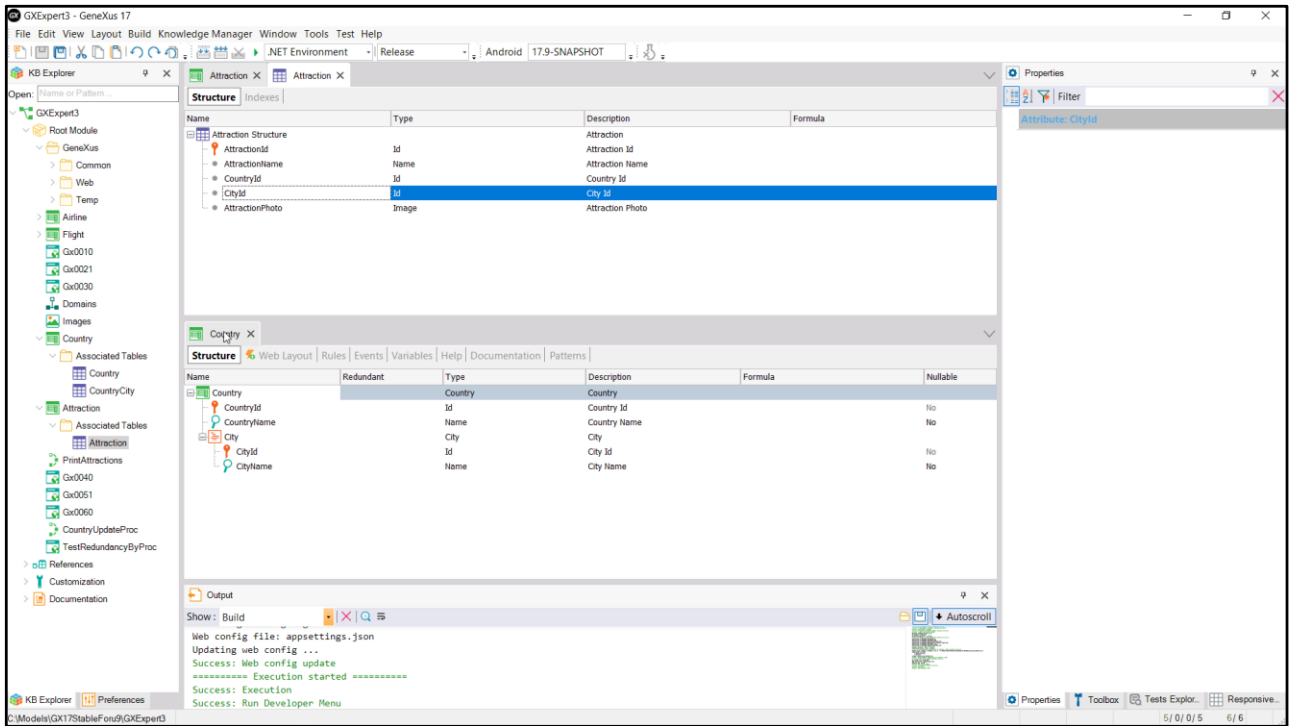 GX GXExpert3 - GeneXus 17
File Edit View Layout Build Knowledge Manager Window Tools Test Help
.NET Environment Release Android 17.9-SNAPSHOT
KB Explorer
Open: Name or Pattern...
GXExpert3
Root Module
GeneXus
Common
Web
Temp
Airline
Flight
Gx0010
Gx0021
Gx0030
Domains
Images
Country
Associated Tables
Country
CountryCity
Attraction
Associated Tables
Attraction
PrintAttractions
Gx0040
Gx0051
Gx0060
CountryUpdateProc
TestRedundancyByProc
References
Customization
Documentation
KB Explorer Preferences
Attraction Attraction
Structure Indexes
Name Type Description Formula
Attraction Structure Attraction
AttractionId Id Attraction Id
AttractionName Name Attraction Name
CountryId Id Country Id
CityId Id City Id
AttractionPhoto Image Attraction Photo
Country
Structure Web Layout Rules Events Variables Help Documentation Patterns
Name Redundant Type Description Formula Nullable
Country Country Country
CountryId Id Country Id No
CountryName Name Country Name No
City City City
CityId Id City Id No
CityName Name City Name No
Output
Show: Build Autoscroll
Web config file: appsettings.json
Updating web config ...
Success: Web config update
========== Execution started ==========
Success: Execution
Success: Run Developer Menu
Properties
Filter
Attribute: CityId
Properties Toolbox Tests Explor... Responsive...
C:\Models\GX17StableForu9\GXExpert3 5/ 0/ 0/ 5 6/ 6